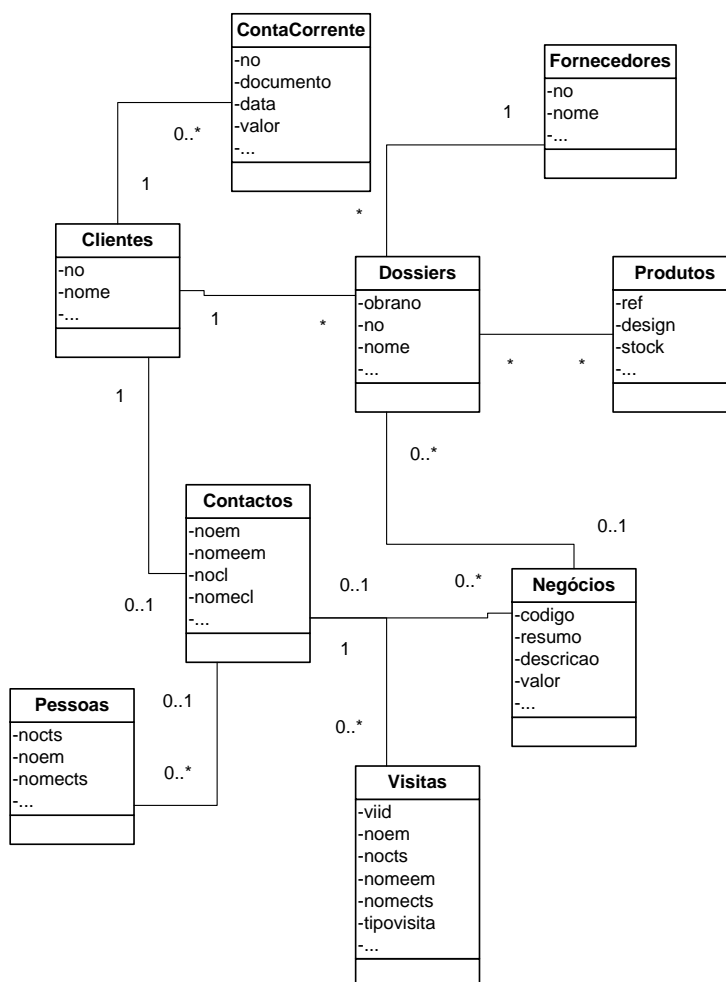 ContaCorrente
-no
-documento
-data
-valor
-...
Fornecedores
-no
-nome
-...
1
0..*
1
*
Clientes
-no
-nome
-...
Dossiers
-obrano
-no
-nome
-...
Produtos
-ref
-design
-stock
-...
1
*
*
*
1
0..*
0..1
Contactos
-noem
-nomeem
-nocl
-nomecl
-...
0..1
0..1
0..*
Negócios
-codigo
-resumo
-descricao
-valor
-...
1
0..1
0..*
0..*
Pessoas
-nocts
-noem
-nomects
-...
Visitas
-viid
-noem
-nocts
-nomeem
-nomects
-tipovisita
-...